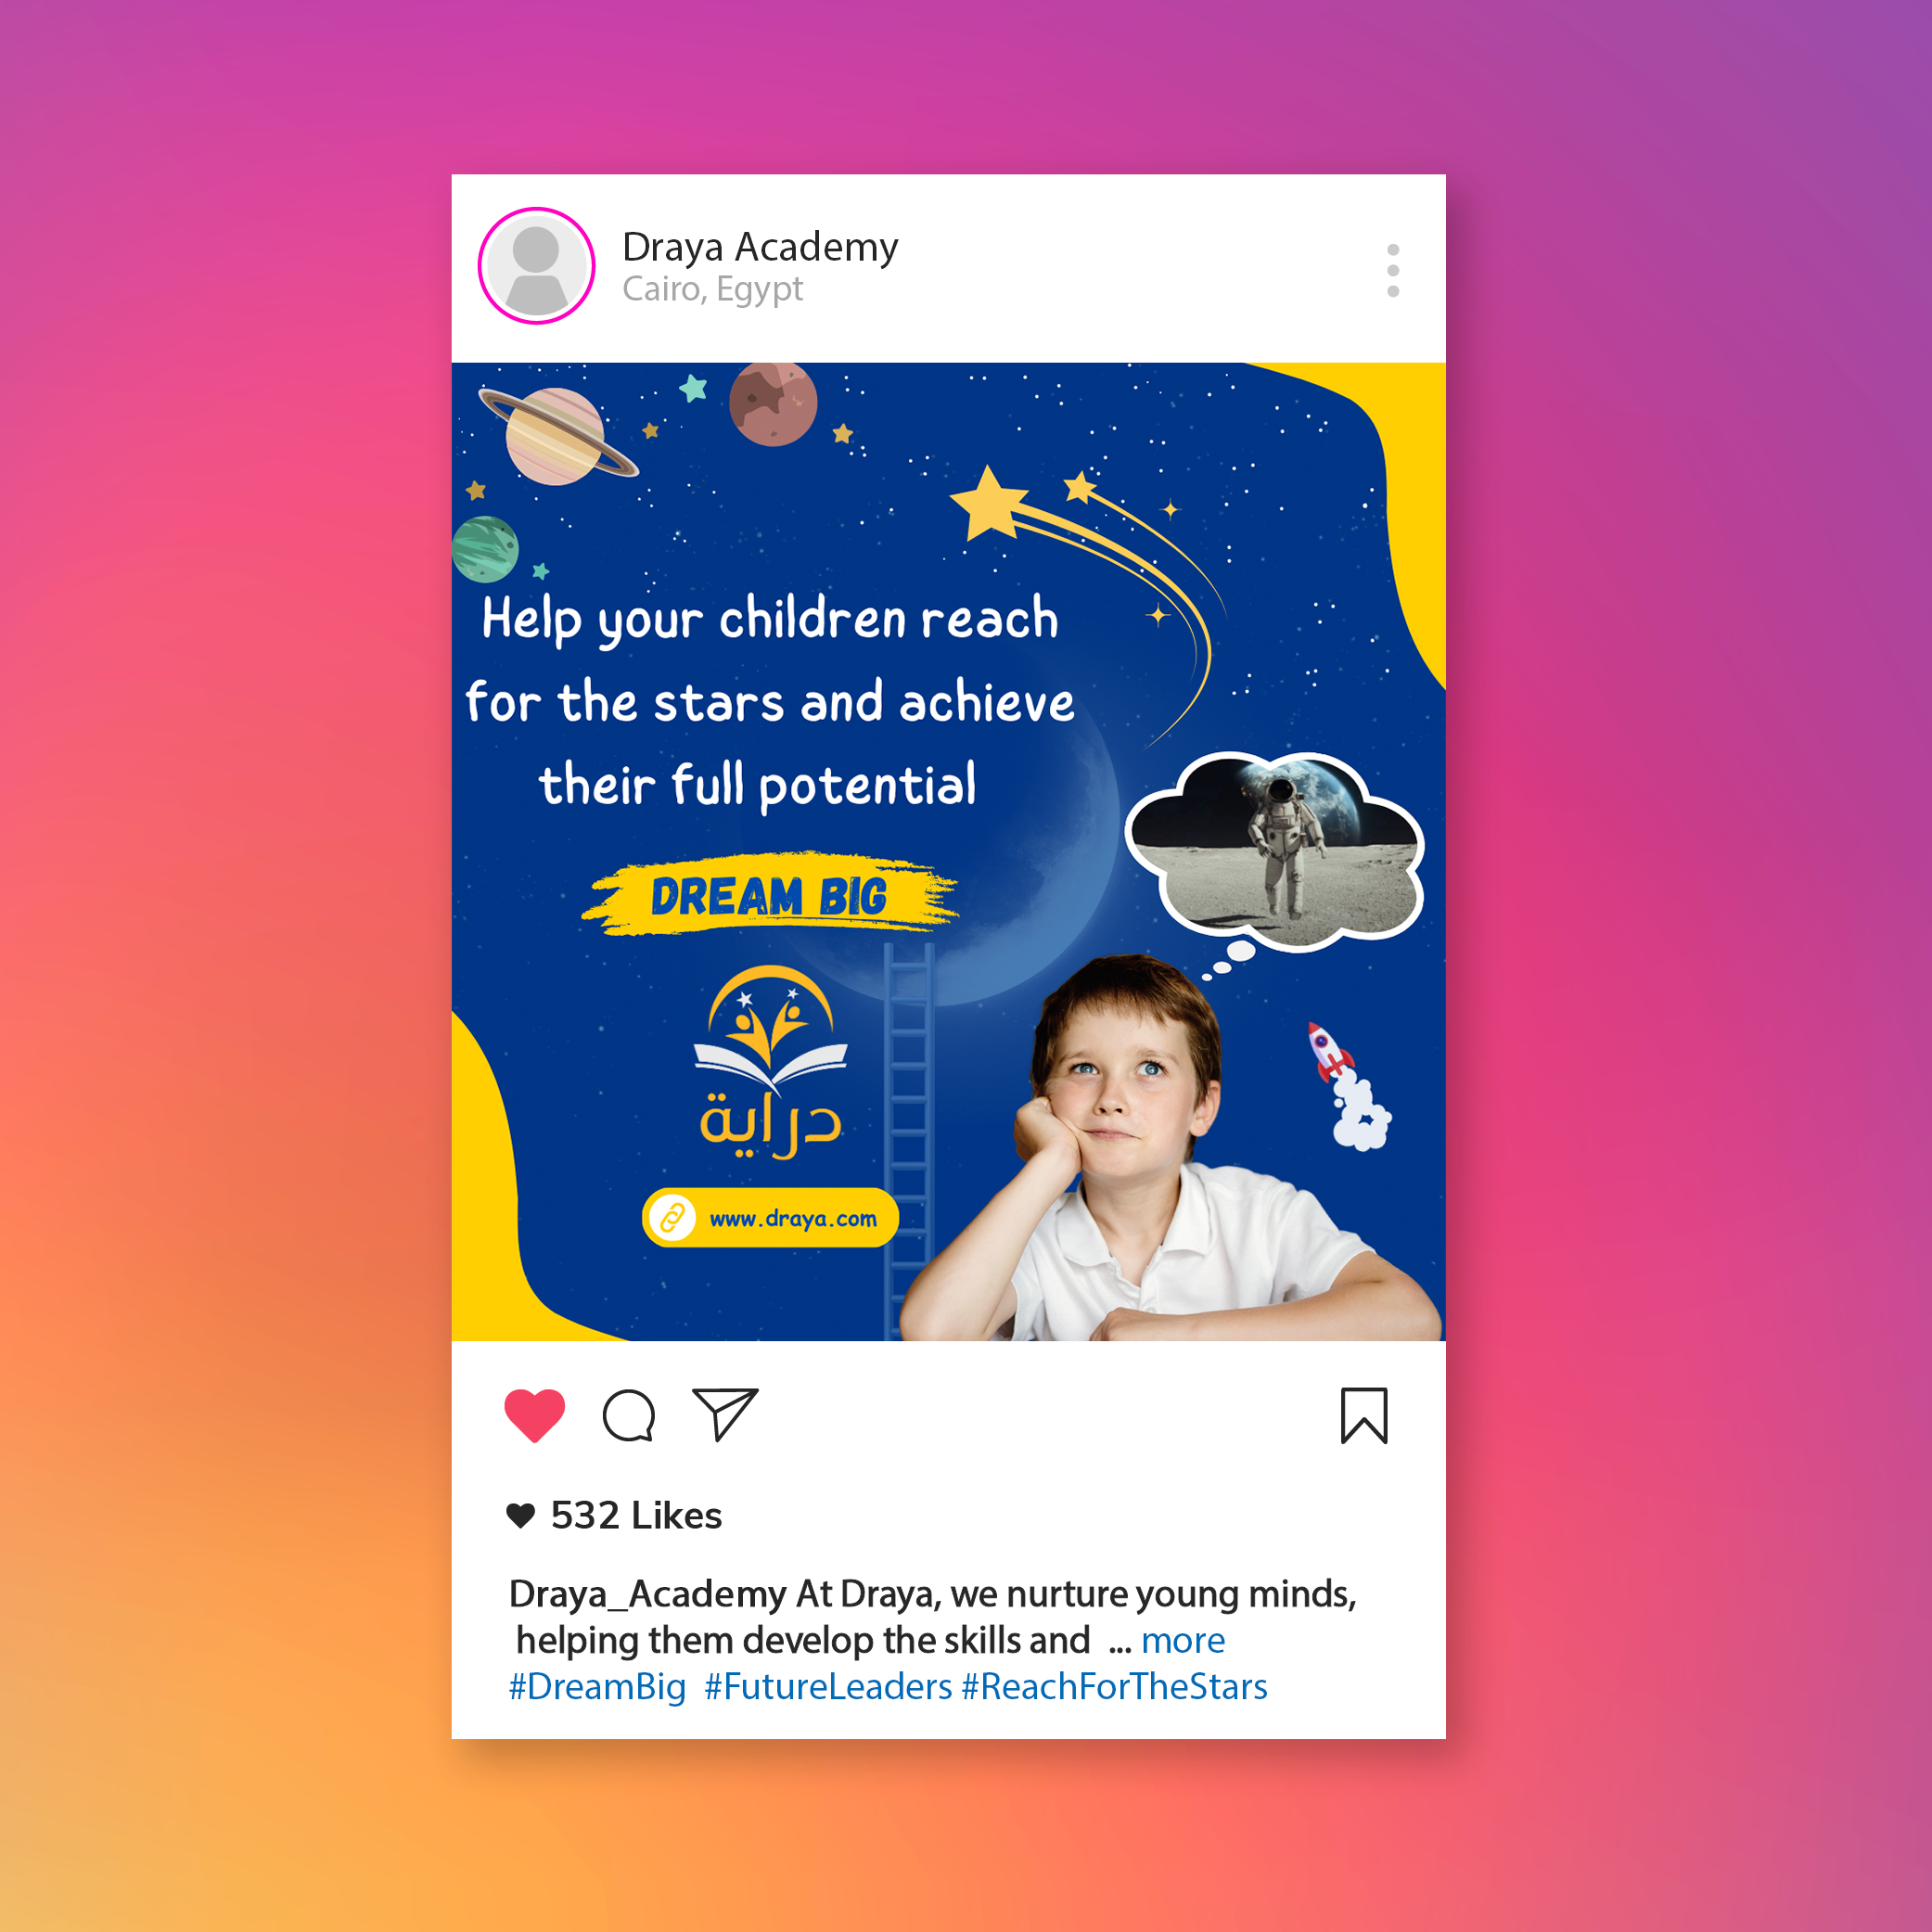 Draya Academy
Cairo, Egypt
Help your children reach
for the stars and achieve
their full potential
DREAM BIG
دراية
www.draya.com
532 Likes
Draya_Academy At Draya, we nurture young minds,
helping them develop the skills and ... more
#DreamBig #FutureLeaders #ReachForTheStars